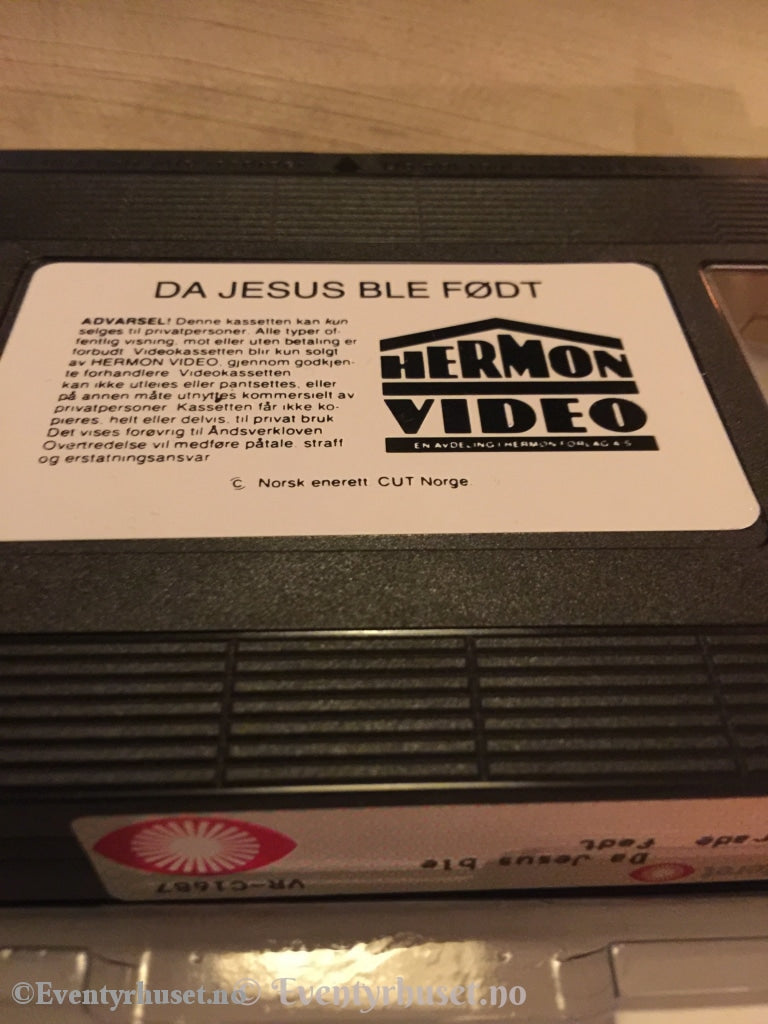 DA JESUS BLE FØDT
ADVARSEL! Denne kassetten kan kun
selges til privatpersoner. Alle typer of-
fentlig visning, mot eller uten betaling er
forbudt. Videokassetten blir kun solgt
av HERMON VIDEO, gjennom godkjen-
te forhandlere. Videokassetten
kan ikke utleies eller pantsettes, eller
på annen måte utnyttes kommersielt av
privatpersoner. Kassetten får ikke ko-
pieres, helt eller delvis, til privat bruk
Det vises forøvrig til Åndsverkloven
Overtredelse vil medføre påtale, straff
og erstatningsansvar
HERMON
VIDEO
EN AVDELING I HERMON FORLAG A·S
© Norsk enerett CUT Norge.
VR-C1687
Da Jesus ble
født
©Eventyrhuset.no
© Eventyrhuset.no